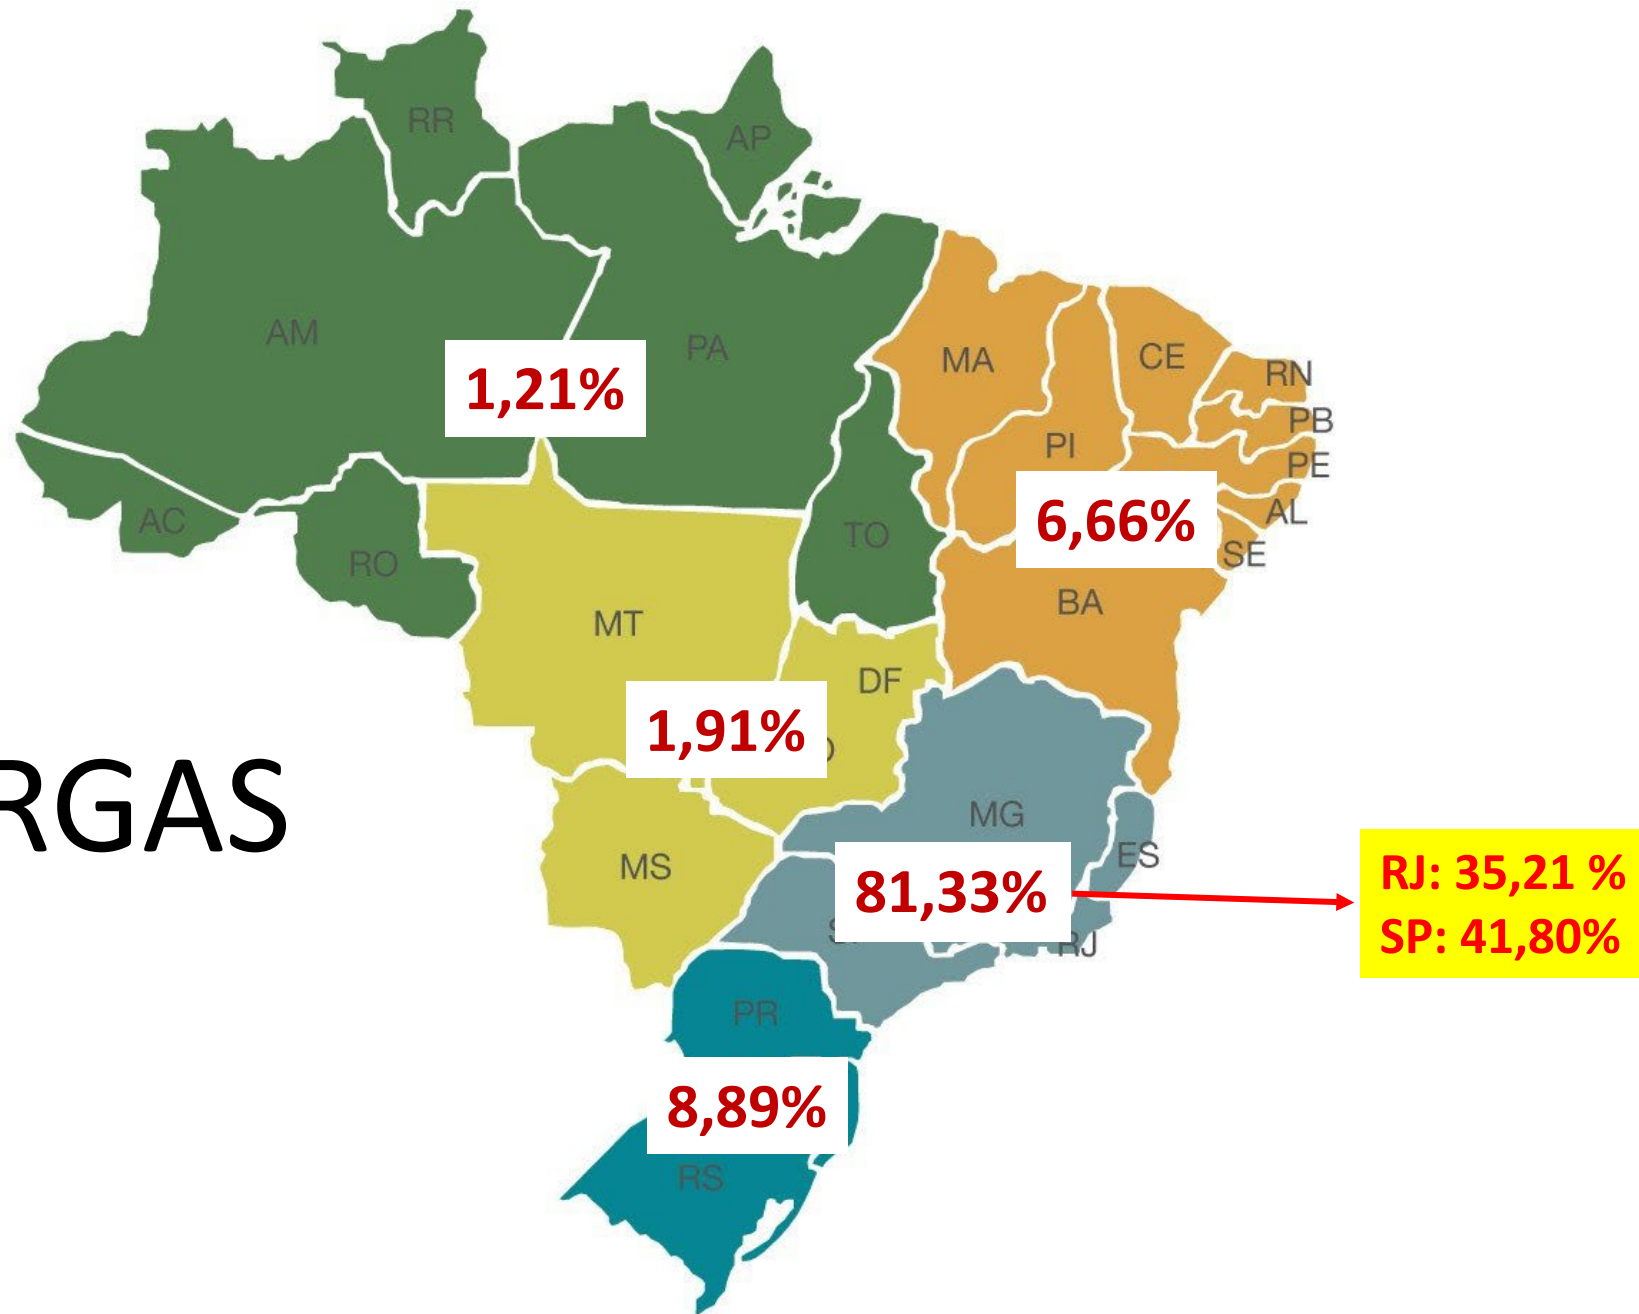 RR
AP
AM
PA
MA
CE
RN
1,21%
PB
PI
PE
AL
AC
6,66%
TO
SE
RO
BA
MT
DF
1,91%
RGAS
MG
ES
MS
81,33%
RJ: 35,21 %
SP: 41,80%
RJ
PR
8,89%
RS